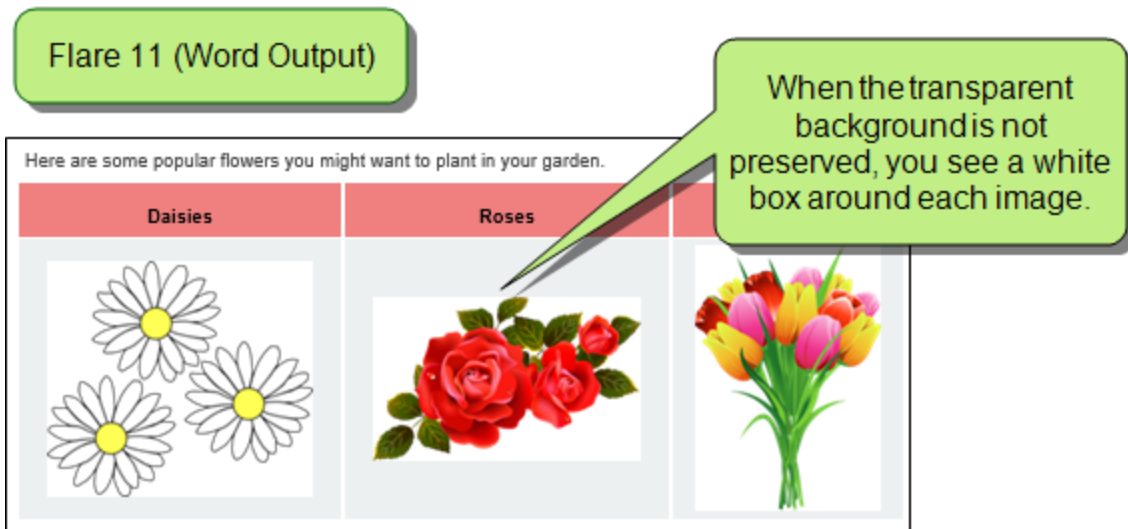 Flare 11 (Word Output)
When the transparent
background is not
preserved, you see a white
box around each image.
Here are some popular flowers you might want to plant in your garden.
Daisies
Roses